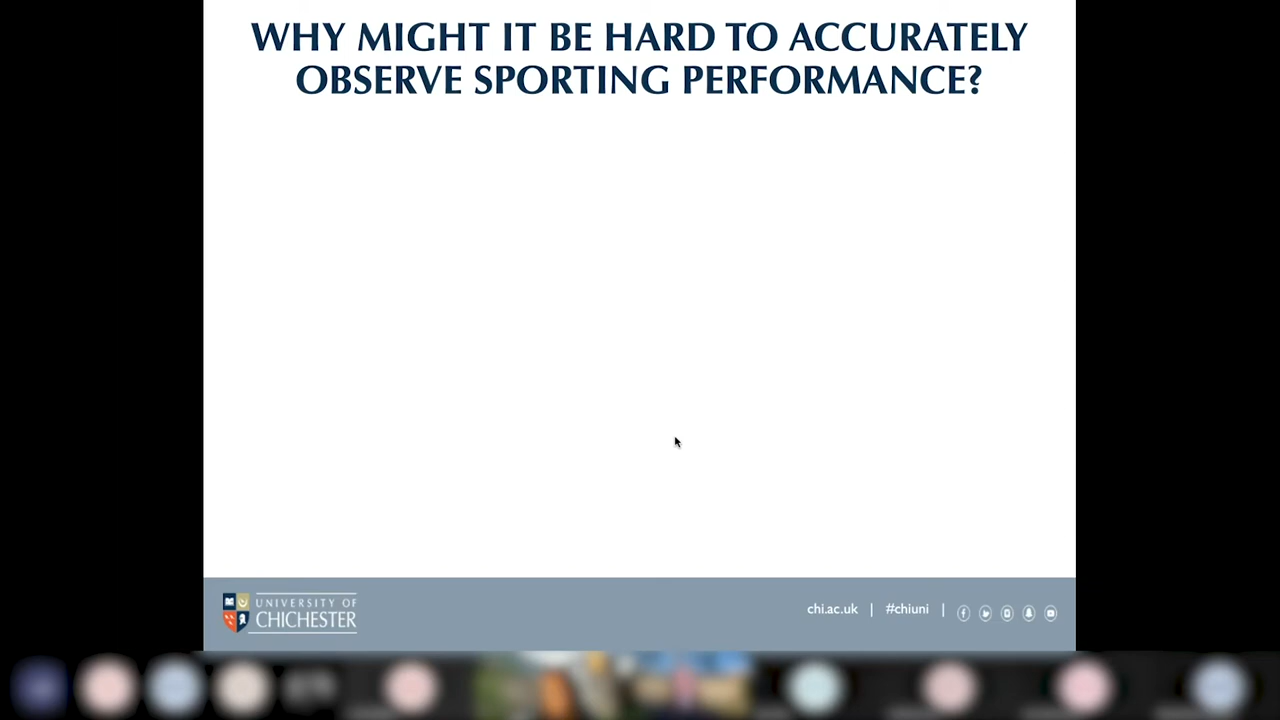 WHY MIGHT IT BE HARD TO ACCURATELY
OBSERVE SPORTING PERFORMANCE?
UNIVERSITY OF
CHICHESTER
chi.ac.uk | #chiuni |